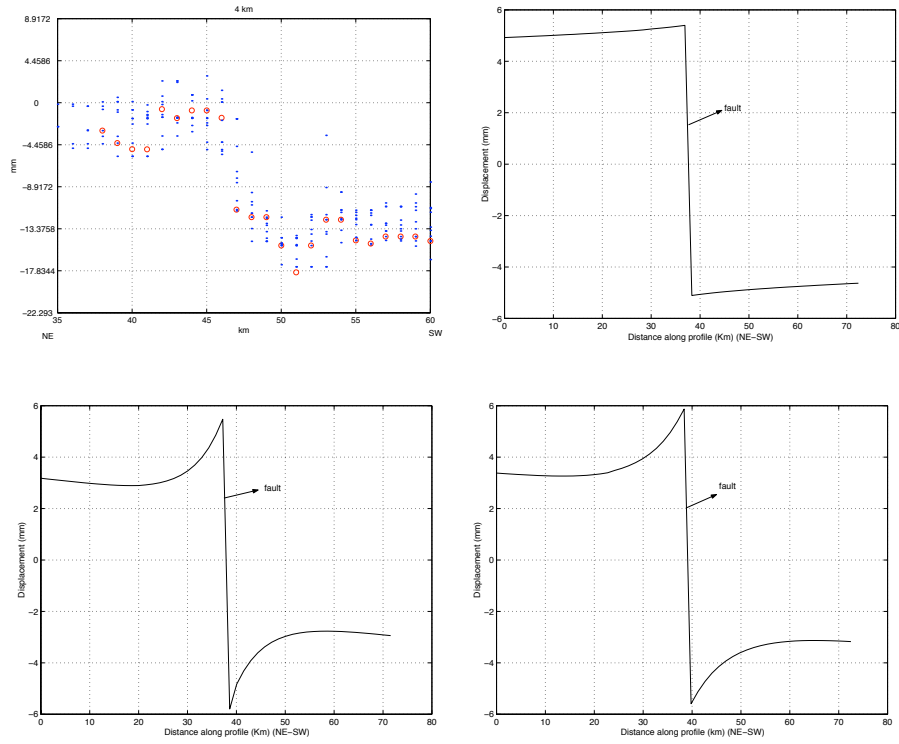 4 km
8.9172
4.4586
0
−4.4586
−8.9172
−13.3758
−17.8344
−22.293
mm
35 40 45 50 55 60
km
NE SW
6
4
2
0
−2
−4
−6
Displacement (mm)
fault
0 10 20 30 40 50 60 70 80
Distance along profile (Km) (NE−SW)
6
4
2
0
−2
−4
−6
Displacement (mm)
fault
0 10 20 30 40 50 60 70 80
Distance along profile (Km) (NE−SW)
6
4
2
0
−2
−4
−6
Displacement (mm)
fault
0 10 20 30 40 50 60 70 80
Distance along profile (km) (NE−SW)